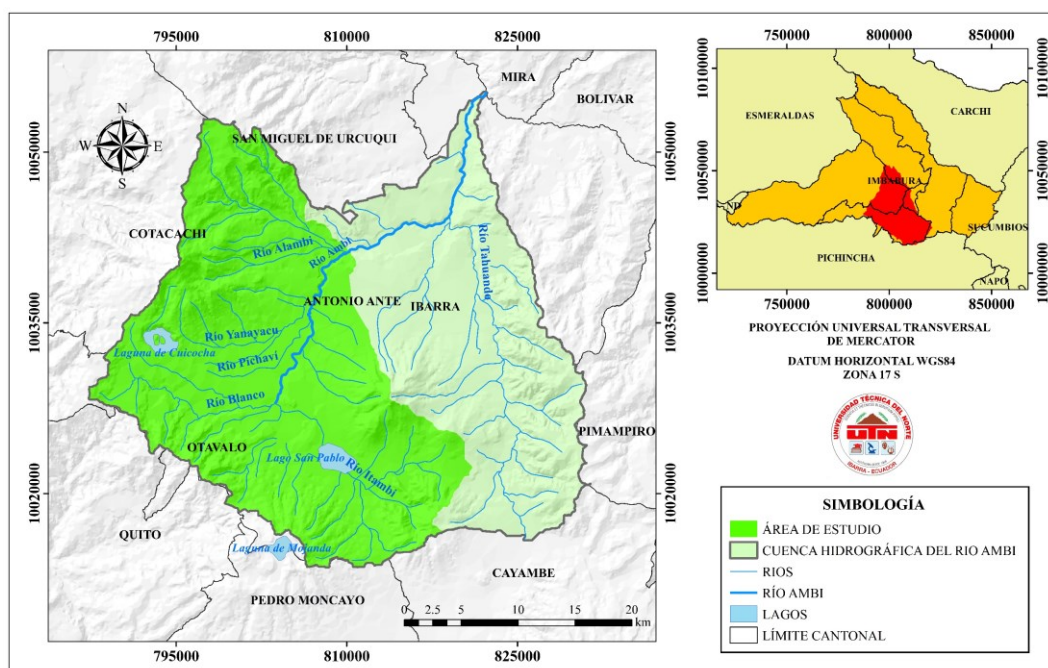 795000 810000 825000
750000 800000 850000
N
W E
S
MIRA
BOLIVAR
SAN MIGUEL DE URCUQUI
COTACACHI
Río Alambí
Río Ambi
Río Tahuando
ANTONIO ANTE
IBARRA
Río Yanayacu
Laguna de Cuicocha
Río Pichaví
Río Blanco
OTAVALO
Lago San Pablo
Río Itambi
PIMAMPIRO
QUITO
Laguna de Mojanda
CAYAMBE
PEDRO MONCAYO
0 2.5 5 10 15 20
km
10050000
10035000
10020000
10050000
10035000
10020000
795000 810000 825000
ESMERALDAS
CARCHI
IMBABURA
ND
SUCUMBIOS
PICHINCHA
NAPO
10100000
10050000
10000000
10100000
10050000
10000000
750000 800000 850000
PROYECCIÓN UNIVERSAL TRANSVERSAL
DE MERCATOR
DATUM HORIZONTAL WGS84
ZONA 17 S
UNIVERSIDAD TÉCNICA DEL NORTE
UTN
IBARRA - ECUADOR
SIMBOLOGÍA
ÁREA DE ESTUDIO
CUENCA HIDROGRÁFICA DEL RIO AMBI
RIOS
RÍO AMBI
LAGOS
LÍMITE CANTONAL